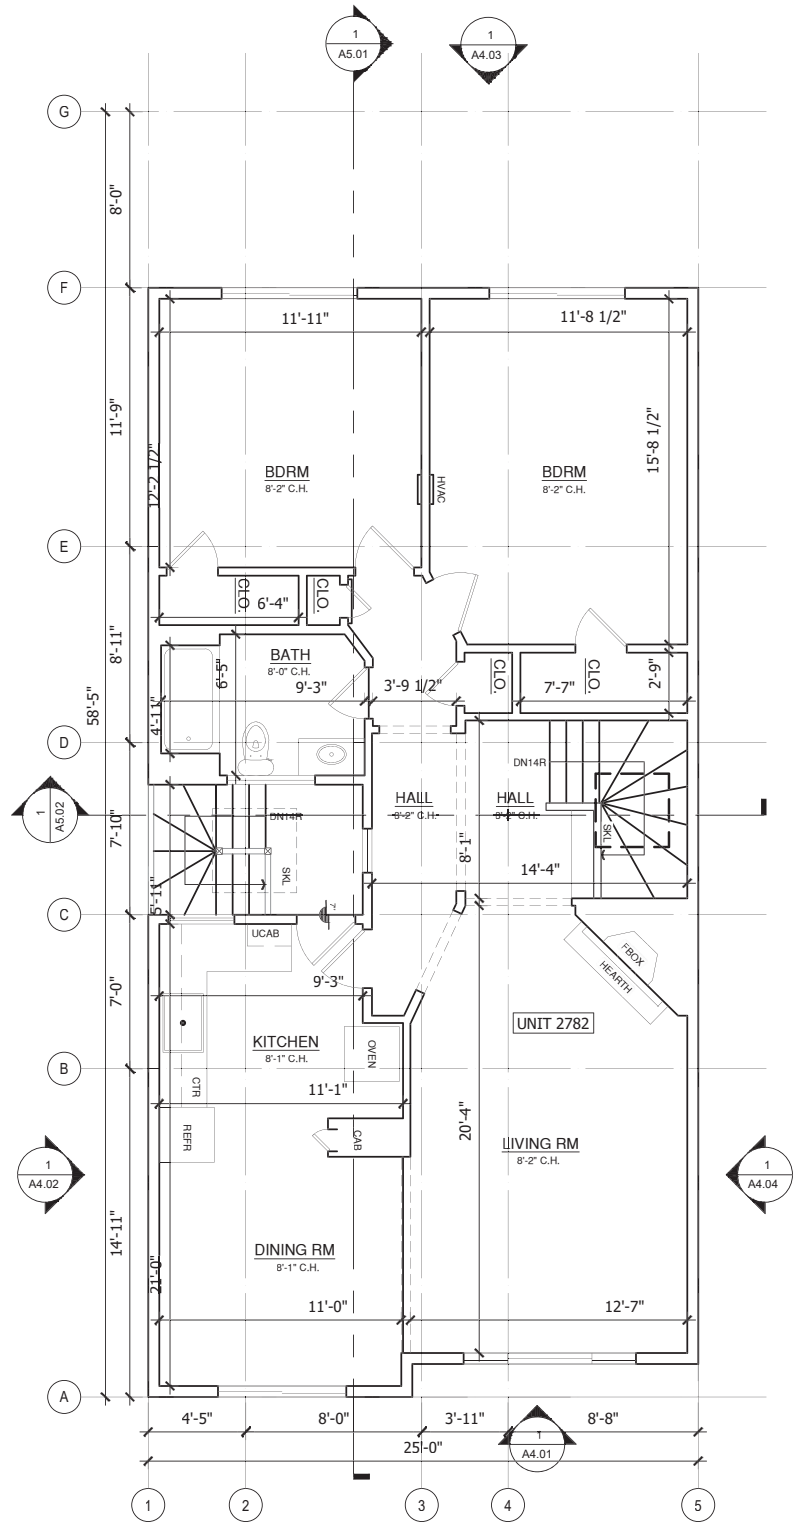 1
A5.01
1
A4.03
G
8'-0"
F
11'-11"
11'-8 1/2"
11'-9"
12'-2 1/2"
15'-8 1/2"
BDRM
8'-2" C.H.
BDRM
8'-2" C.H.
HVAC
E
CLO.
CLO.
6'-4"
8'-11"
BATH
8'-0" C.H.
6'-5"
9'-3"
3'-9 1/2"
CLO.
CLO.
7'-7"
2'-9"
58'-5"
4'-11"
D
DN14R
1
A5.02
7'-10"
DN14R
HALL
8'-2" C.H.
HALL
8'-2" C.H.
SKL
SKL
8'-1"
14'-4"
5'-11"
7"
C
UCAB
FBOX
HEARTH
9'-3"
7'-0"
UNIT 2782
KITCHEN
8'-1" C.H.
OVEN
B
CTR
11'-1"
REFR
CAB
20'-4"
LIVING RM
8'-2" C.H.
1
A4.02
1
A4.04
14'-11"
DINING RM
8'-1" C.H.
21'-0"
11'-0"
12'-7"
A
4'-5"
8'-0"
3'-11"
8'-8"
1
A4.01
25'-0"
1
2
3
4
5